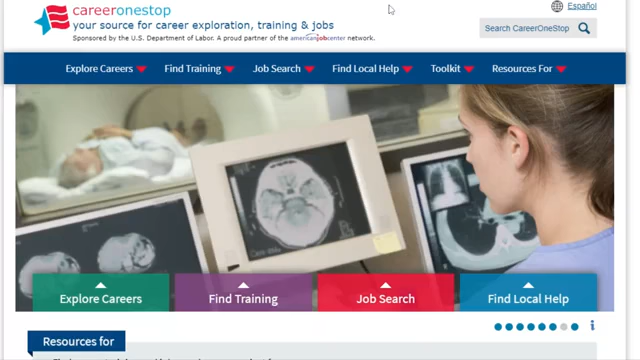 careeronestop
your source for career exploration, training & jobs
Sponsored by the U.S. Department of Labor. A proud partner of the americanjobcenter network.
Español
Search CareerOneStop
Explore Careers Find Training Job Search Find Local Help Toolkit Resources For
Explore Careers Find Training Job Search Find Local Help
Resources for